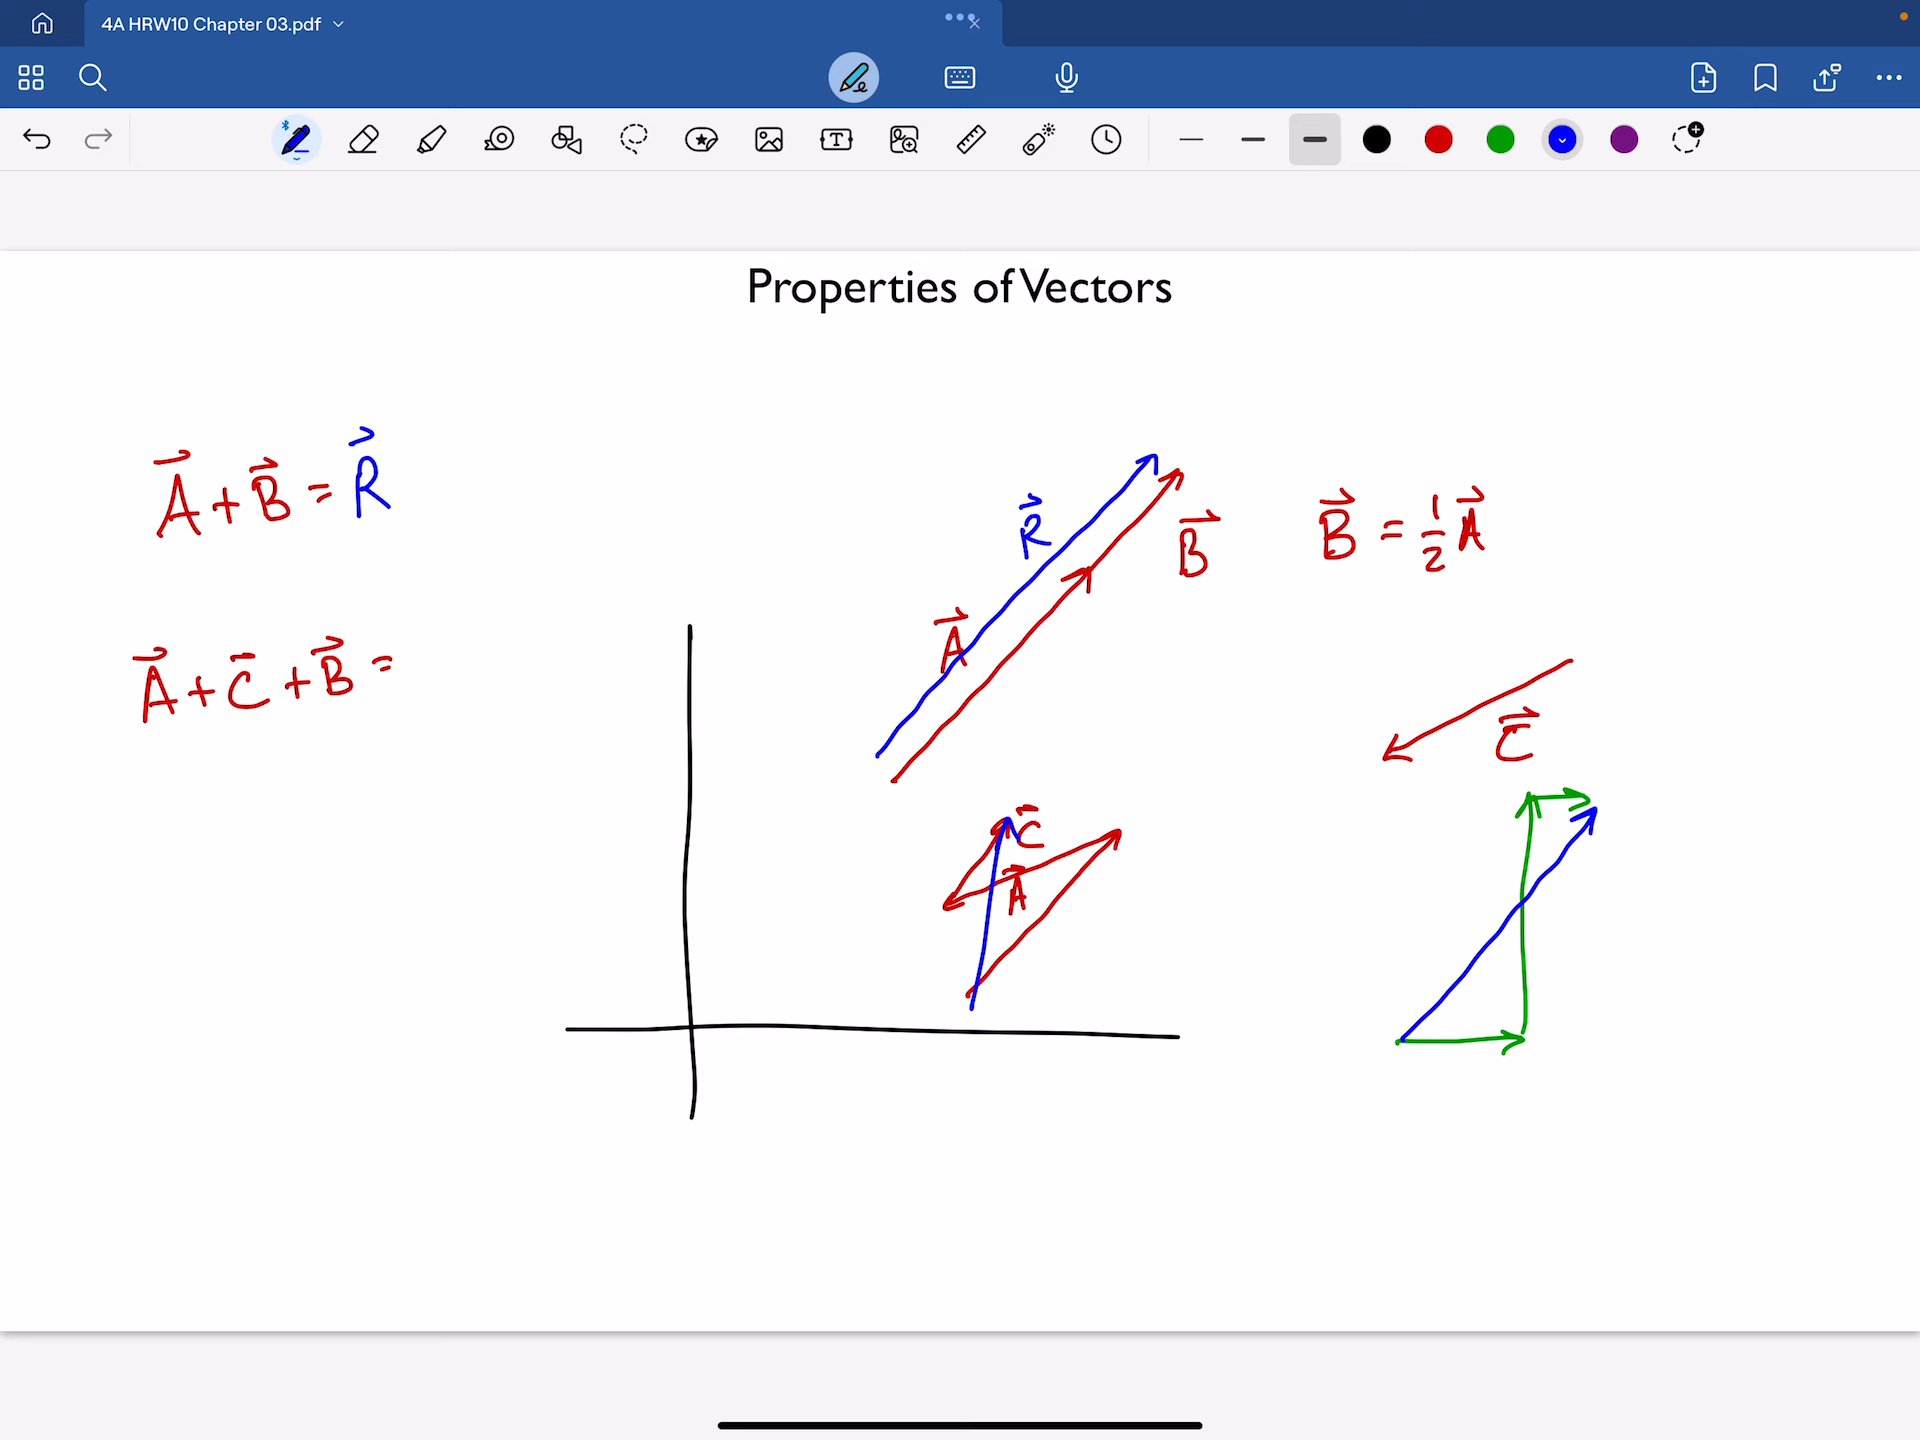 4A HRW10 Chapter 03.pdf
Properties of Vectors
A⃗ + B⃗ = R⃗
R⃗
B⃗
B⃗ = 1/2 A⃗
A⃗
A⃗ + C⃗ + B⃗ =
C⃗
C⃗
A⃗